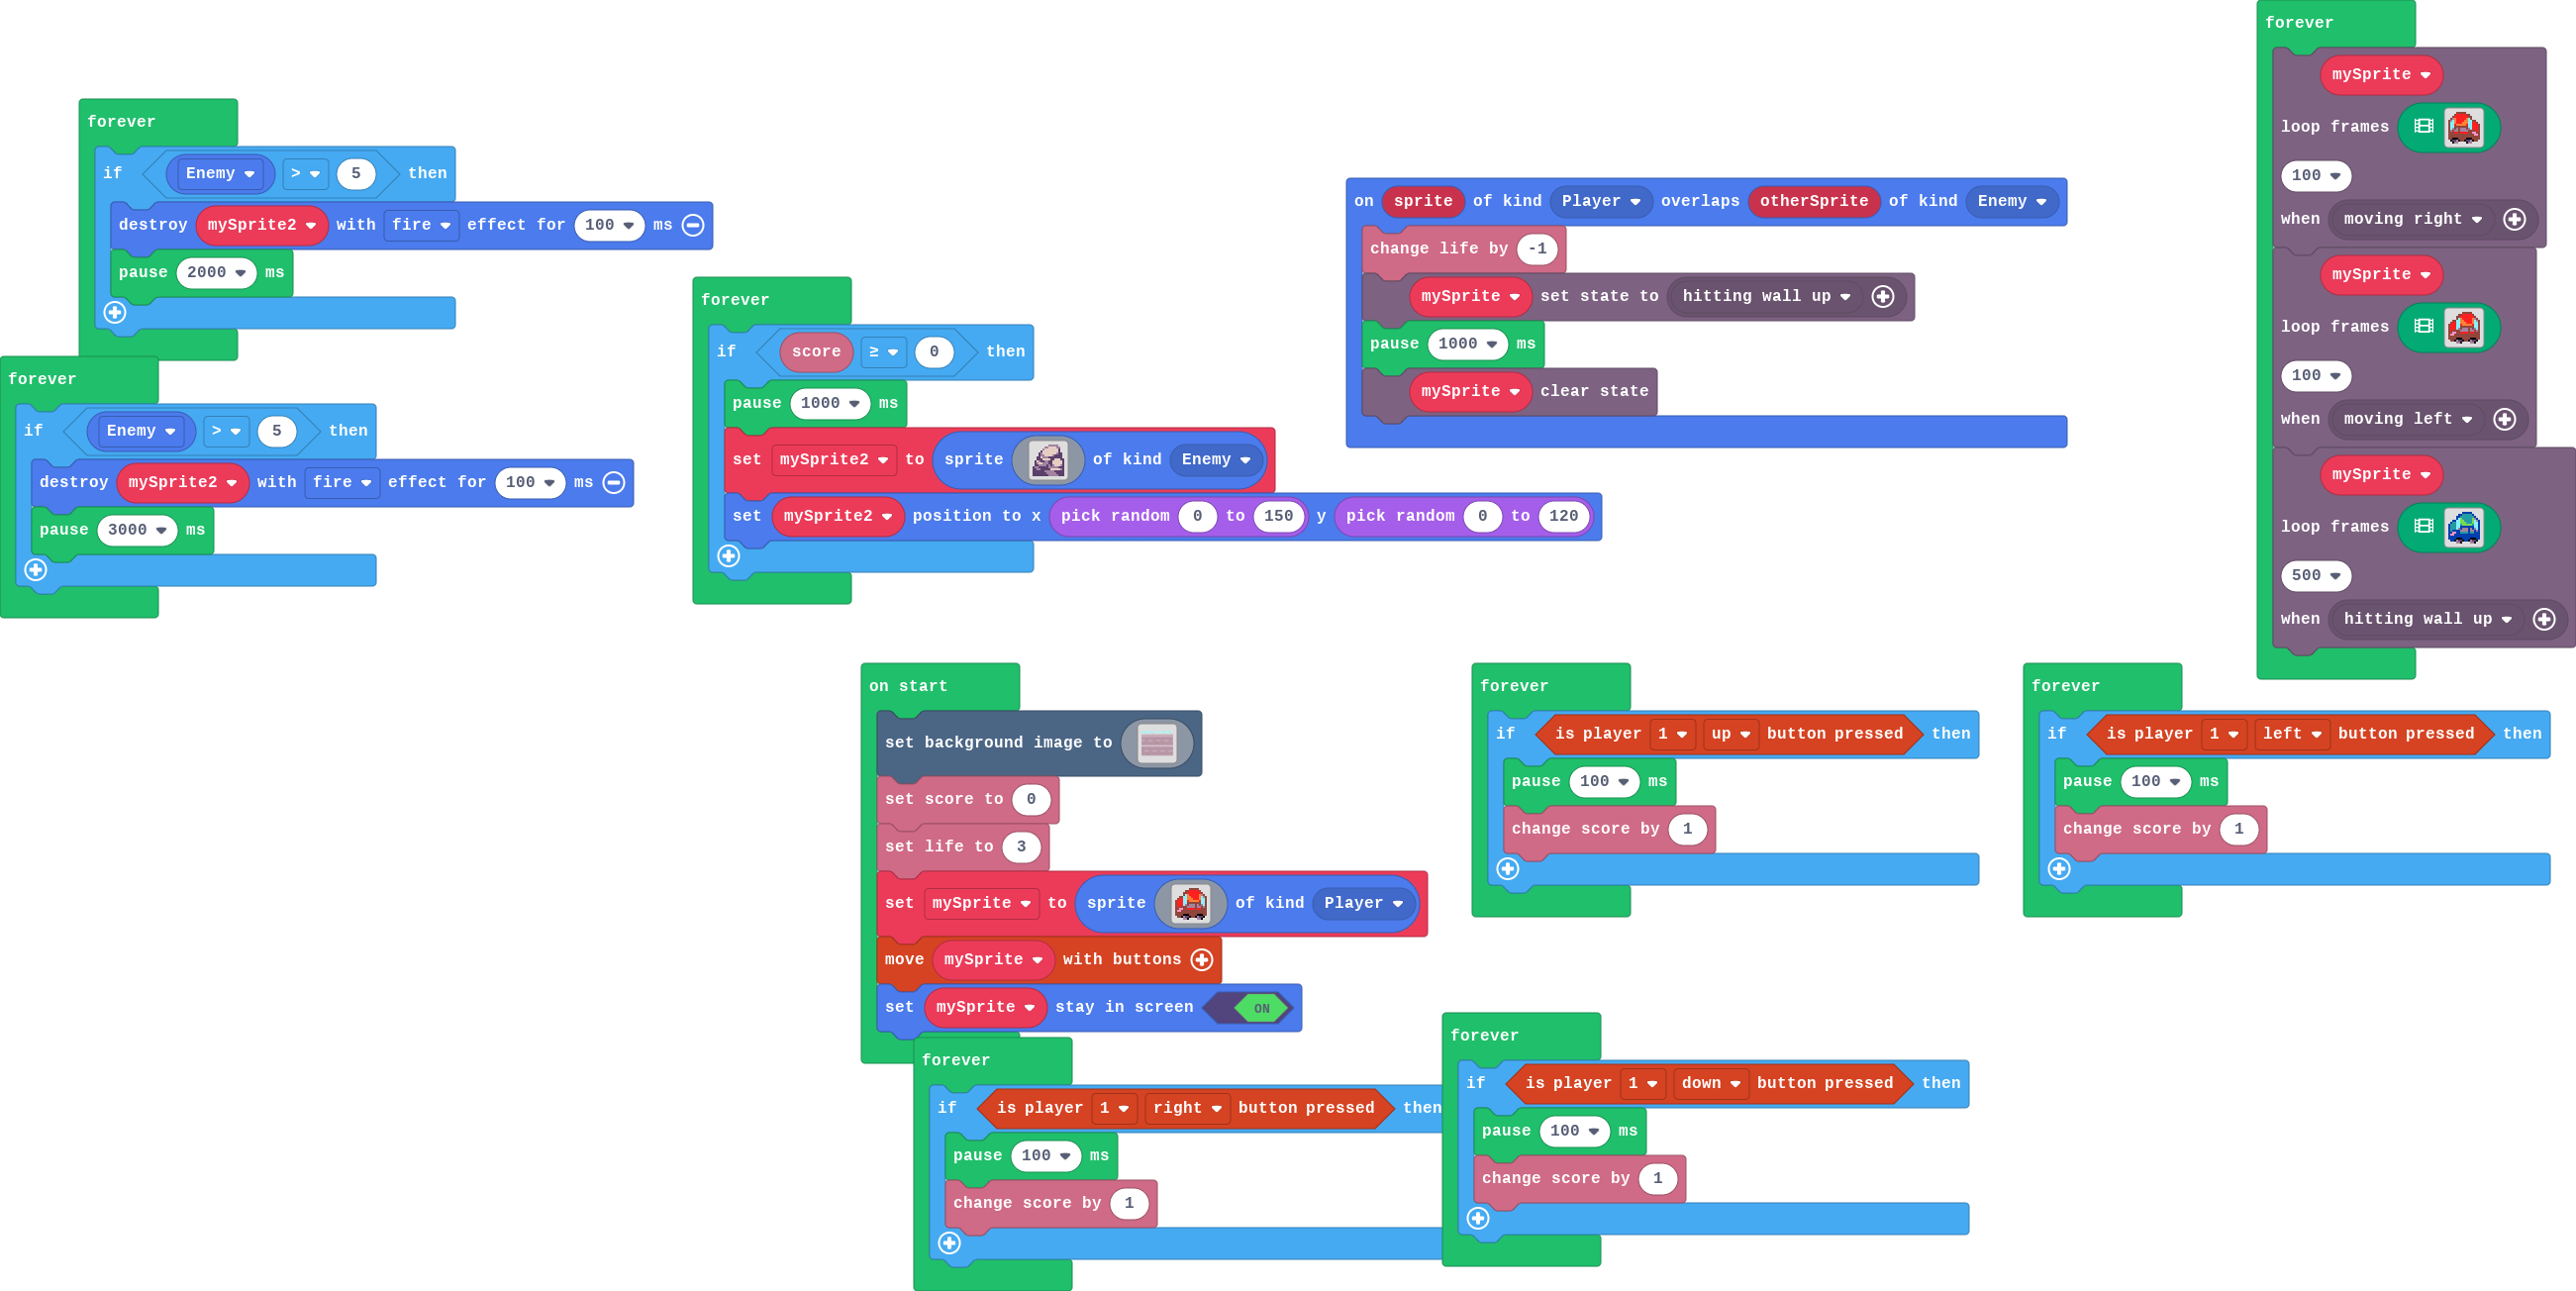 forever
if Enemy > 5 then
destroy mySprite2 with fire effect for 100 ms
pause 2000 ms
forever
if Enemy > 5 then
destroy mySprite2 with fire effect for 100 ms
pause 3000 ms
forever
if score ≥ 0 then
pause 1000 ms
set mySprite2 to sprite of kind Enemy
set mySprite2 position to x pick random 0 to 150 y pick random 0 to 120
on sprite of kind Player overlaps otherSprite of kind Enemy
change life by -1
mySprite set state to hitting wall up
pause 1000 ms
mySprite clear state
forever
mySprite
loop frames
100
when moving right
mySprite
loop frames
100
when moving left
mySprite
loop frames
500
when hitting wall up
on start
set background image to
set score to 0
set life to 3
set mySprite to sprite of kind Player
move mySprite with buttons
set mySprite stay in screen ON
forever
if is player 1 up button pressed then
pause 100 ms
change score by 1
forever
if is player 1 left button pressed then
pause 100 ms
change score by 1
forever
if is player 1 right button pressed then
pause 100 ms
change score by 1
forever
if is player 1 down button pressed then
pause 100 ms
change score by 1